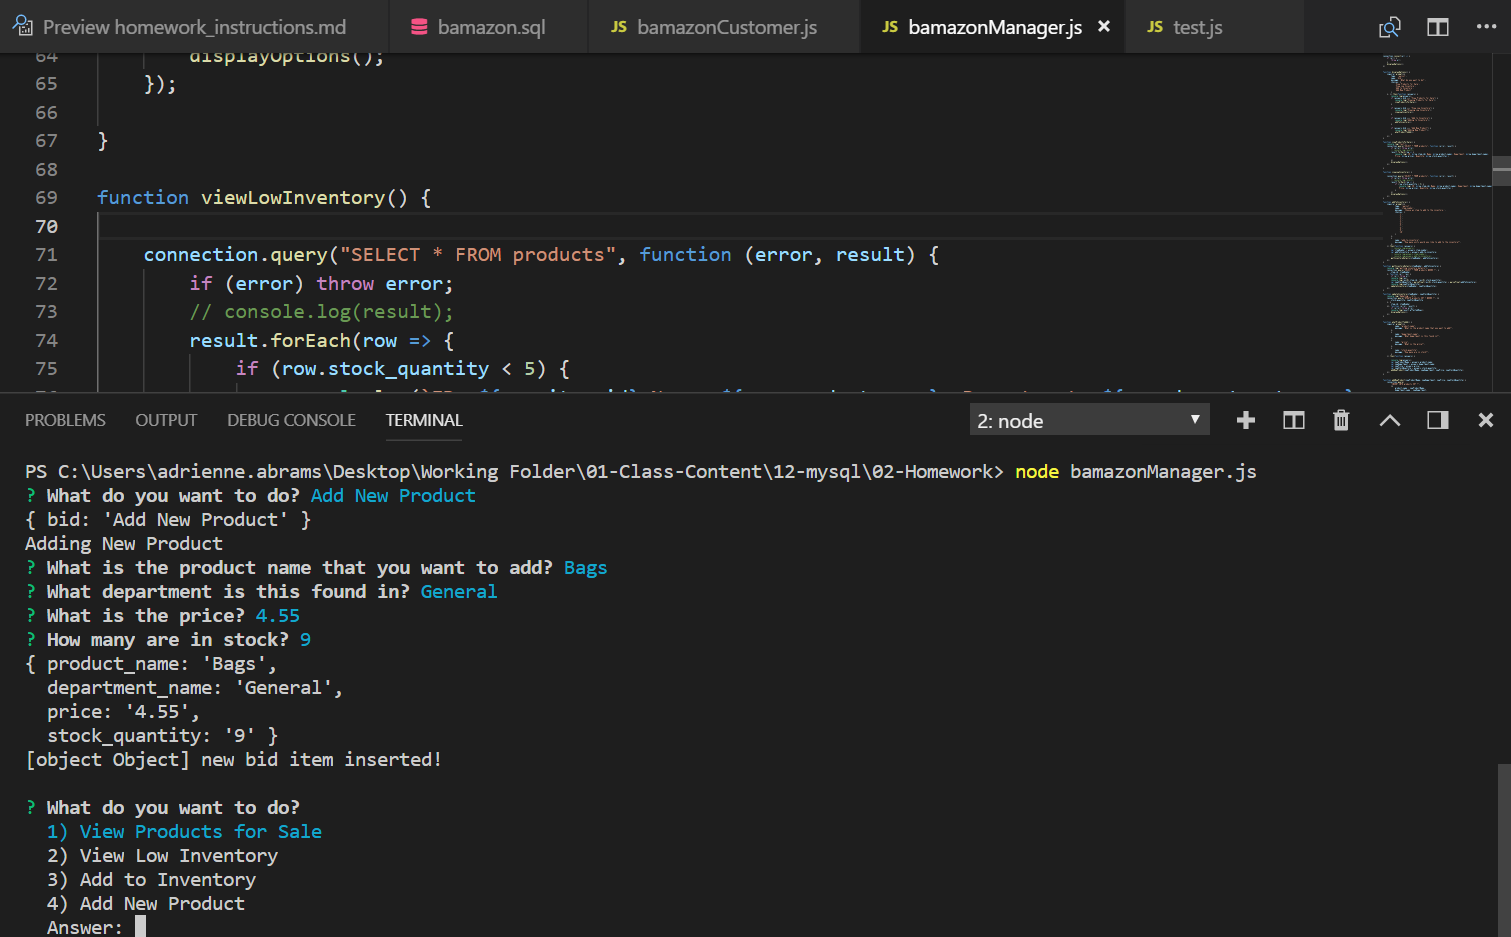 Preview homework_instructions.md bamazon.sql JS bamazonCustomer.js JS bamazonManager.js × JS test.js ···
64 displayOptions();
65 });
66
67 }
68
69 function viewLowInventory() {
70
71 connection.query("SELECT * FROM products", function (error, result) {
72 if (error) throw error;
73 // console.log(result);
74 result.forEach(row => {
75 if (row.stock_quantity < 5) {
PROBLEMS OUTPUT DEBUG CONSOLE TERMINAL 2: node
PS C:\Users\adrienne.abrams\Desktop\Working Folder\01-Class-Content\12-mysql\02-Homework> node bamazonManager.js
? What do you want to do? Add New Product
{ bid: 'Add New Product' }
Adding New Product
? What is the product name that you want to add? Bags
? What department is this found in? General
? What is the price? 4.55
? How many are in stock? 9
{ product_name: 'Bags',
department_name: 'General',
price: '4.55',
stock_quantity: '9' }
[object Object] new bid item inserted!
? What do you want to do?
1) View Products for Sale
2) View Low Inventory
3) Add to Inventory
4) Add New Product
Answer: